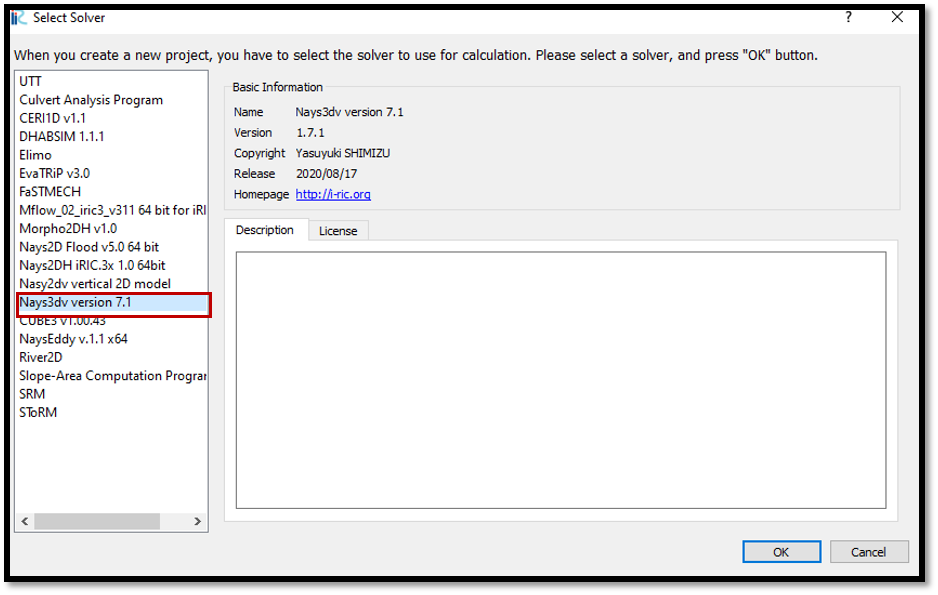 Select Solver
When you create a new project, you have to select the solver to use for calculation. Please select a solver, and press "OK" button.
UTT
Culvert Analysis Program
CERI1D v1.1
DHABSIM 1.1.1
Elimo
EvaTRiP v3.0
FaSTMECH
Mflow_02_iric3_v311 64 bit for iRI
Morpho2DH v1.0
Nays2D Flood v5.0 64 bit
Nays2DH iRIC.3x 1.0 64bit
Nasy2dv vertical 2D model
Nays3dv version 7.1
CUBE3 v1.00.43
NaysEddy v.1.1 x64
River2D
Slope-Area Computation Prograr
SRM
SToRM
Basic Information
Name Nays3dv version 7.1
Version 1.7.1
Copyright Yasuyuki SHIMIZU
Release 2020/08/17
Homepage http://i-ric.org
Description License
OK Cancel